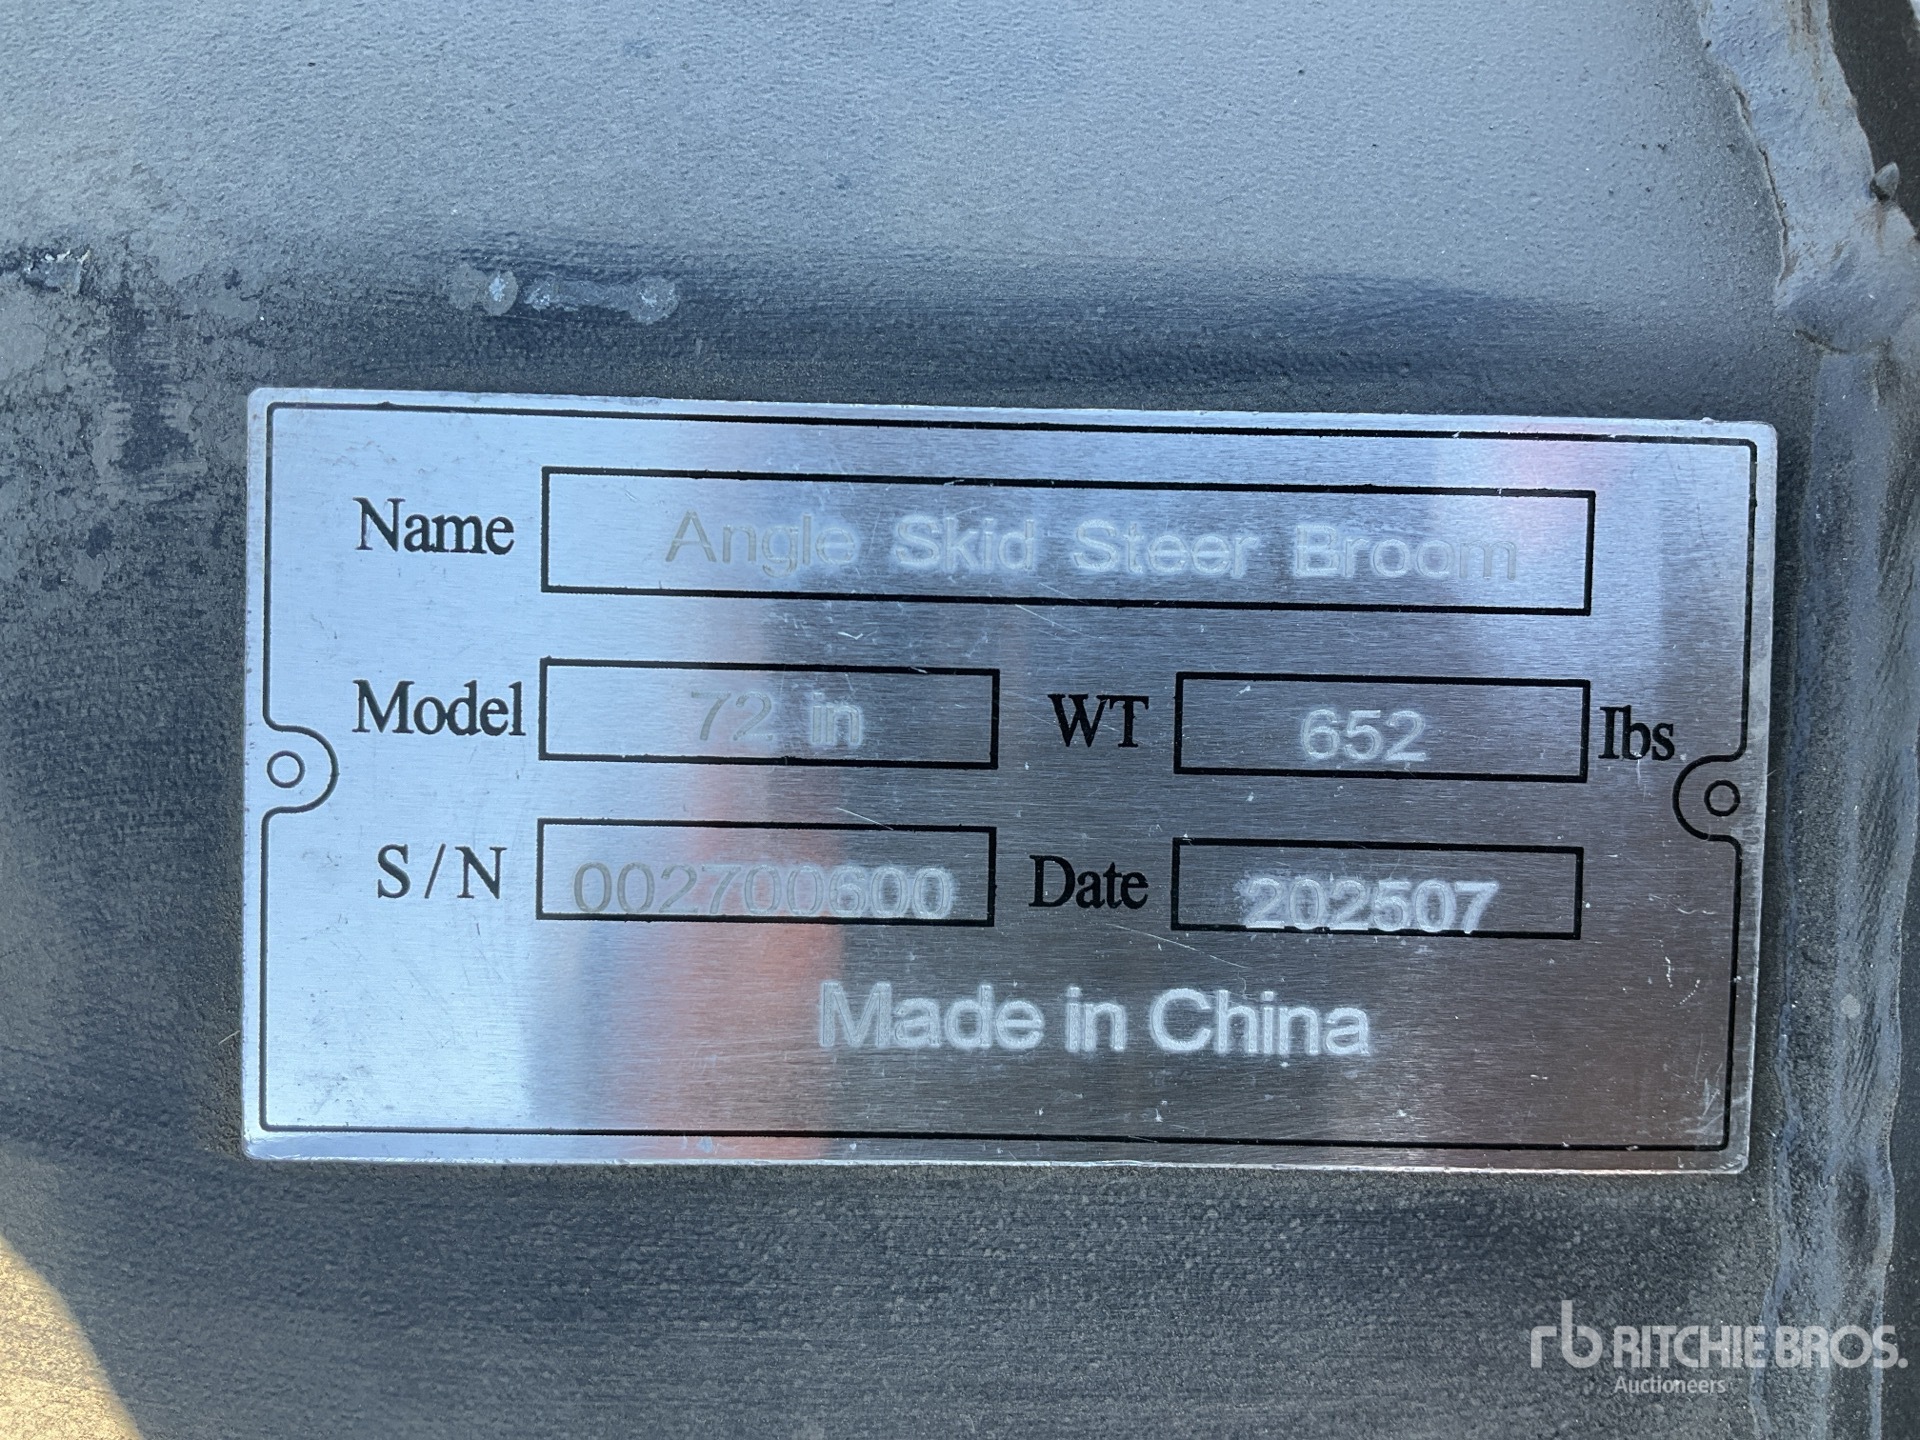 Name Angle Skid Steer Broom
Model 72 in WT 652 lbs
S/N 002700600 Date 202507
Made in China
rb RITCHIE BROS.
Auctioneers